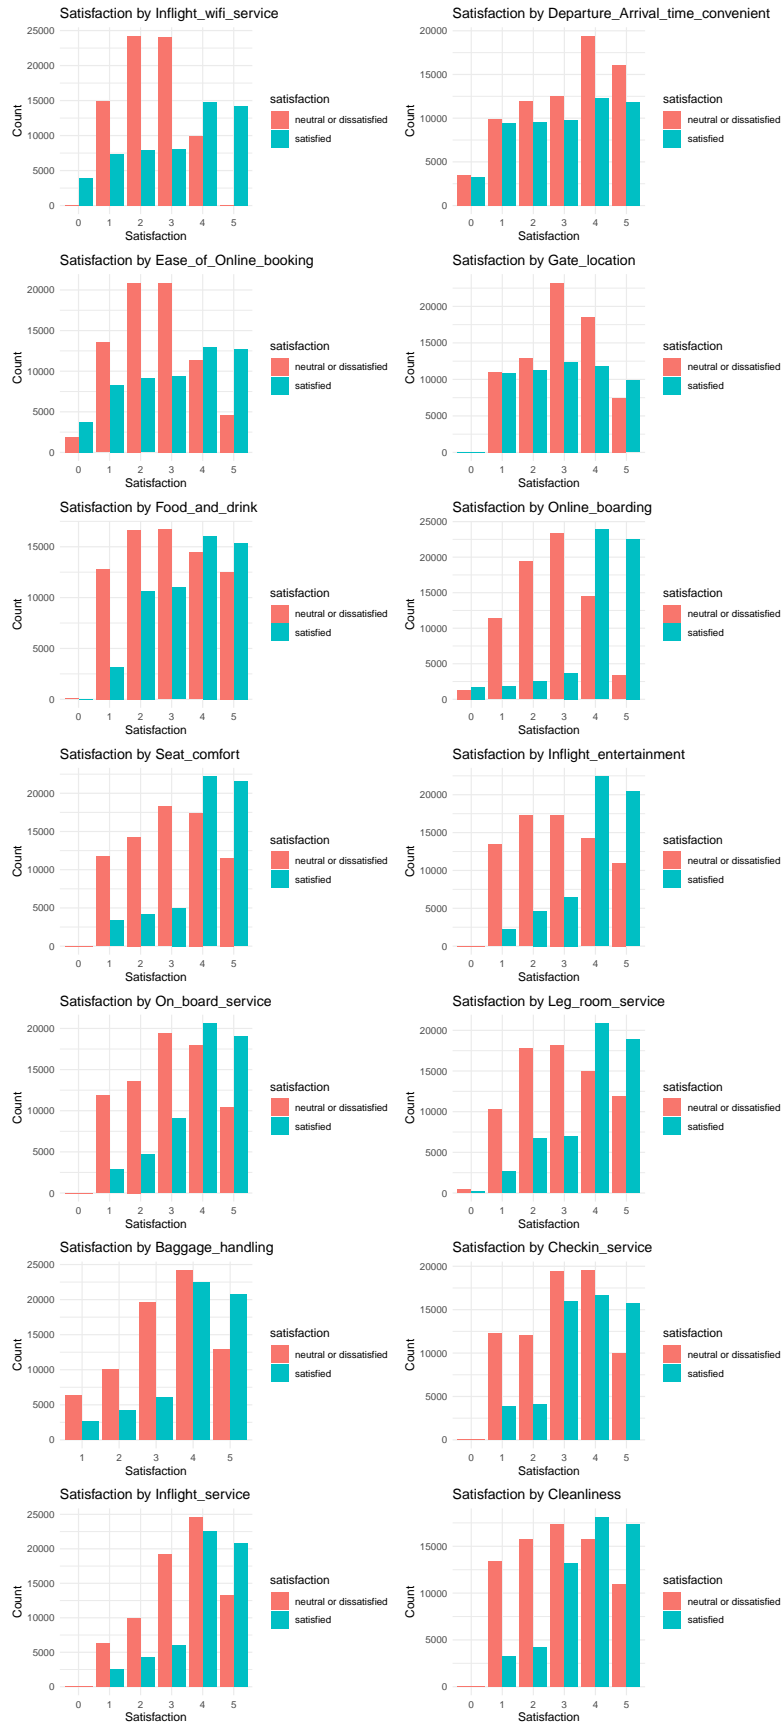 Satisfaction by Inflight_wifi_service
25000
20000
15000
10000
5000
0
Count
0 1 2 3 4 5
Satisfaction
satisfaction
neutral or dissatisfied
satisfied
Satisfaction by Departure_Arrival_time_convenient
20000
15000
10000
5000
0
Count
0 1 2 3 4 5
Satisfaction
satisfaction
neutral or dissatisfied
satisfied
Satisfaction by Ease_of_Online_booking
20000
15000
10000
5000
0
Count
0 1 2 3 4 5
Satisfaction
satisfaction
neutral or dissatisfied
satisfied
Satisfaction by Gate_location
20000
15000
10000
5000
0
Count
0 1 2 3 4 5
Satisfaction
satisfaction
neutral or dissatisfied
satisfied
Satisfaction by Food_and_drink
15000
10000
5000
0
Count
0 1 2 3 4 5
Satisfaction
satisfaction
neutral or dissatisfied
satisfied
Satisfaction by Online_boarding
25000
20000
15000
10000
5000
0
Count
0 1 2 3 4 5
Satisfaction
satisfaction
neutral or dissatisfied
satisfied
Satisfaction by Seat_comfort
20000
15000
10000
5000
0
Count
0 1 2 3 4 5
Satisfaction
satisfaction
neutral or dissatisfied
satisfied
Satisfaction by Inflight_entertainment
20000
15000
10000
5000
0
Count
0 1 2 3 4 5
Satisfaction
satisfaction
neutral or dissatisfied
satisfied
Satisfaction by On_board_service
20000
15000
10000
5000
0
Count
0 1 2 3 4 5
Satisfaction
satisfaction
neutral or dissatisfied
satisfied
Satisfaction by Leg_room_service
20000
15000
10000
5000
0
Count
0 1 2 3 4 5
Satisfaction
satisfaction
neutral or dissatisfied
satisfied
Satisfaction by Baggage_handling
25000
20000
15000
10000
5000
0
Count
1 2 3 4 5
Satisfaction
satisfaction
neutral or dissatisfied
satisfied
Satisfaction by Checkin_service
20000
15000
10000
5000
0
Count
0 1 2 3 4 5
Satisfaction
satisfaction
neutral or dissatisfied
satisfied
Satisfaction by Inflight_service
25000
20000
15000
10000
5000
0
Count
0 1 2 3 4 5
Satisfaction
satisfaction
neutral or dissatisfied
satisfied
Satisfaction by Cleanliness
15000
10000
5000
0
Count
0 1 2 3 4 5
Satisfaction
satisfaction
neutral or dissatisfied
satisfied